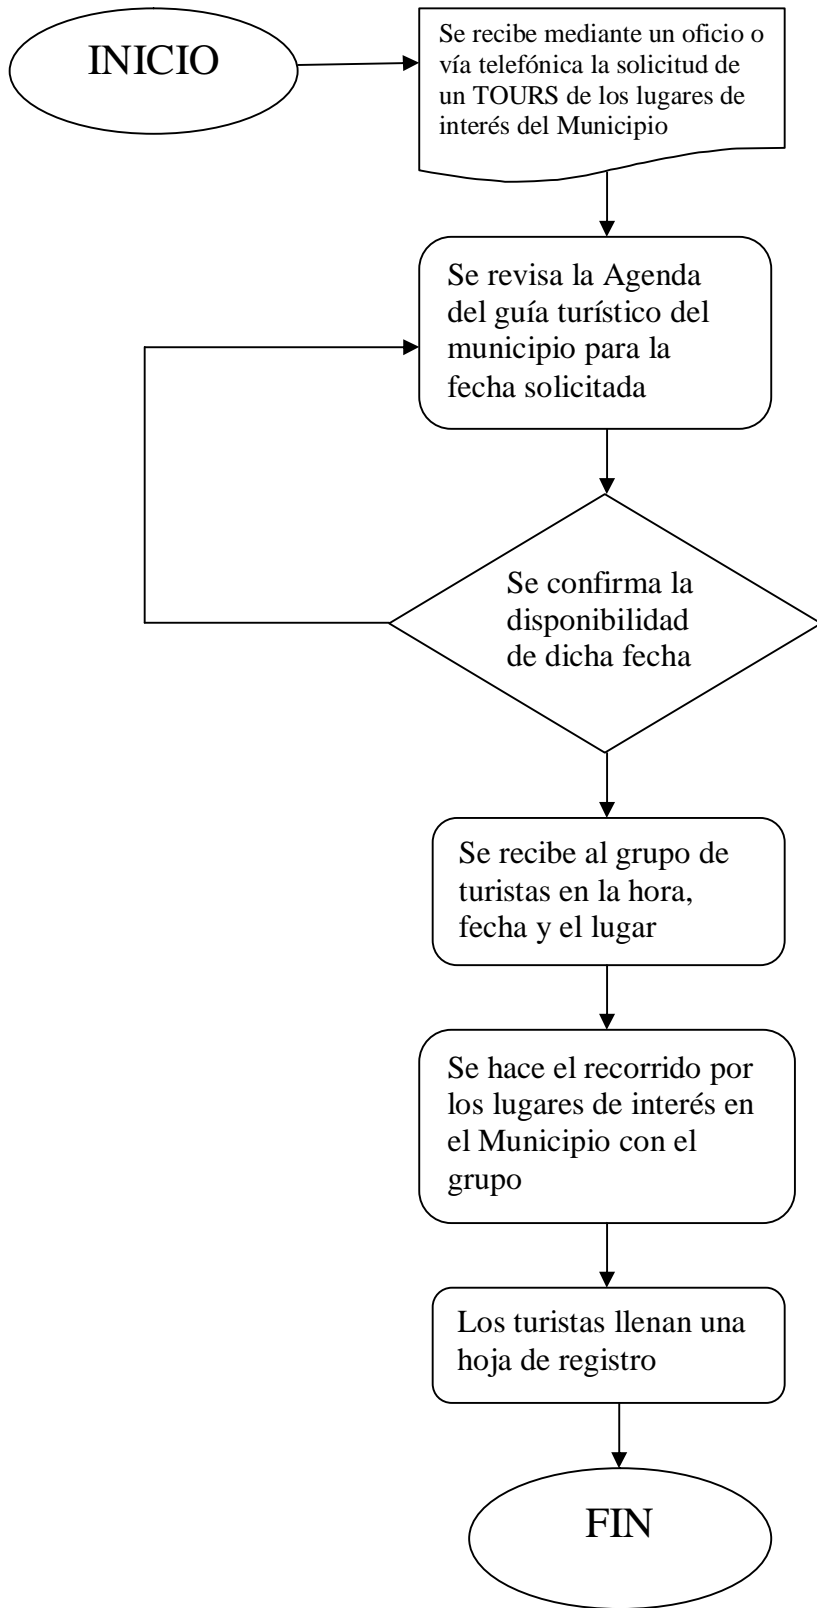 INICIO
Se recibe mediante un oficio o
vía telefónica la solicitud de
un TOURS de los lugares de
interés del Municipio
Se revisa la Agenda
del guía turístico del
municipio para la
fecha solicitada
Se confirma la
disponibilidad
de dicha fecha
Se recibe al grupo de
turistas en la hora,
fecha y el lugar
Se hace el recorrido por
los lugares de interés en
el Municipio con el
grupo
Los turistas llenan una
hoja de registro
FIN